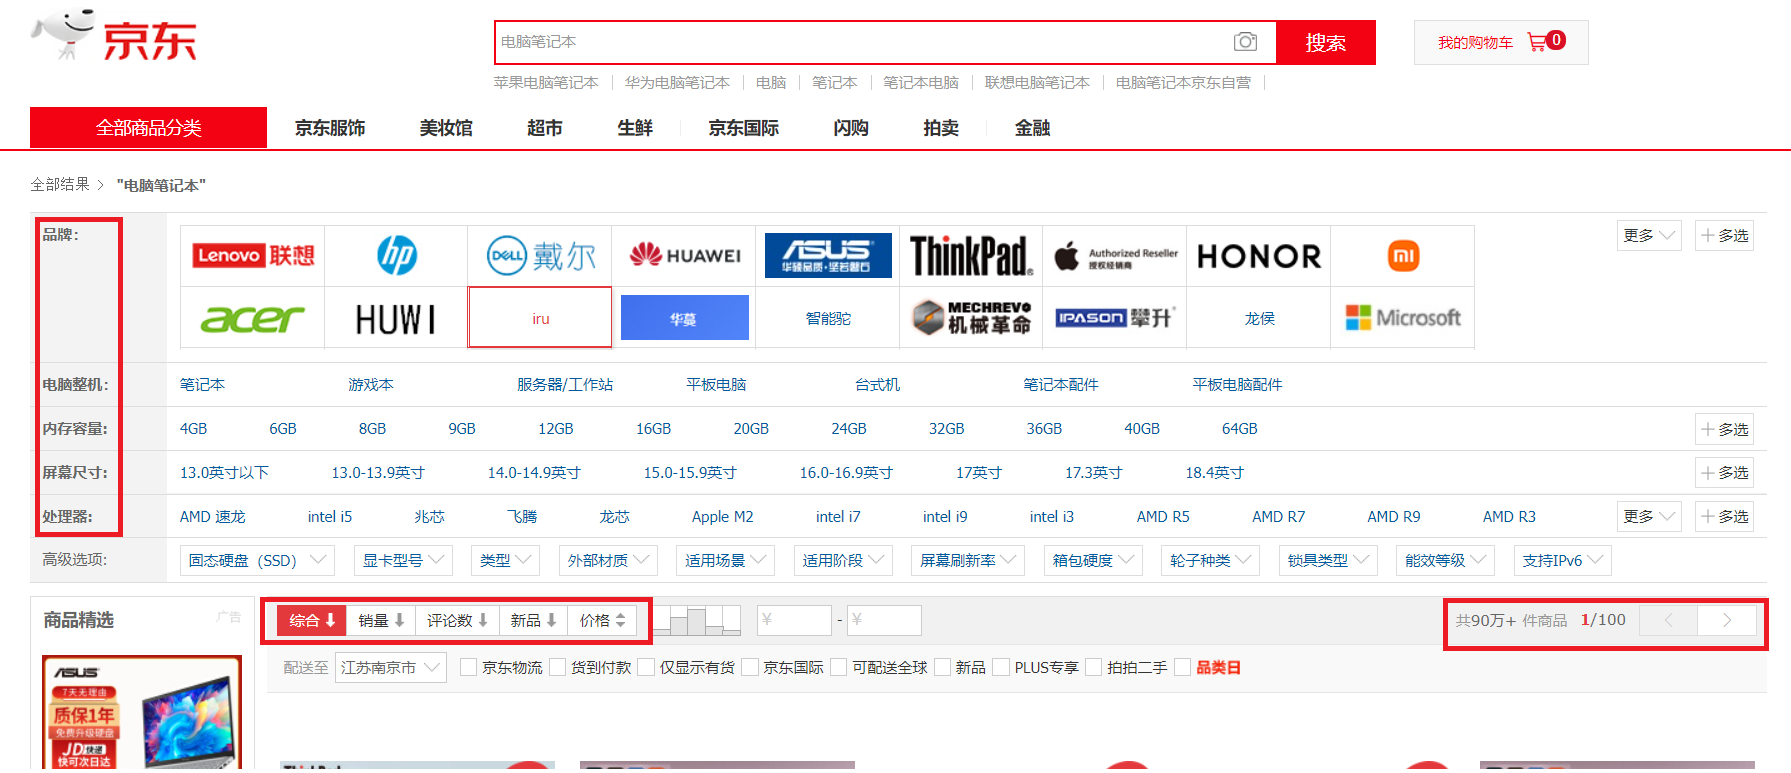 京东
电脑笔记本
搜索
我的购物车 0
苹果电脑笔记本 华为电脑笔记本 电脑 笔记本 笔记本电脑 联想电脑笔记本 电脑笔记本京东自营
全部商品分类 京东服饰 美妆馆 超市 生鲜 京东国际 闪购 拍卖 金融
全部结果 > "电脑笔记本"
品牌：
Lenovo 联想 hp DELL 戴尔 HUAWEI ASUS 华硕品质·坚若磐石 ThinkPad. Authorized Reseller 授权经销商 HONOR mi
更多 +多选
acer HUWI iru 华蔓 智能驼 MECHREVO 机械革命 IPASON 攀升 龙侯 Microsoft
电脑整机： 笔记本 游戏本 服务器/工作站 平板电脑 台式机 笔记本配件 平板电脑配件
内存容量： 4GB 6GB 8GB 9GB 12GB 16GB 20GB 24GB 32GB 36GB 40GB 64GB +多选
屏幕尺寸： 13.0英寸以下 13.0-13.9英寸 14.0-14.9英寸 15.0-15.9英寸 16.0-16.9英寸 17英寸 17.3英寸 18.4英寸 +多选
处理器： AMD 速龙 intel i5 兆芯 飞腾 龙芯 Apple M2 intel i7 intel i9 intel i3 AMD R5 AMD R7 AMD R9 AMD R3 更多 +多选
高级选项： 固态硬盘（SSD） 显卡型号 类型 外部材质 适用场景 适用阶段 屏幕刷新率 箱包硬度 轮子种类 锁具类型 能效等级 支持IPv6
商品精选 广告
综合 销量 评论数 新品 价格 ¥ - ¥ 共90万+ 件商品 1/100 < >
配送至 江苏南京市 京东物流 货到付款 仅显示有货 京东国际 可配送全球 新品 PLUS专享 拍拍二手 品类日
ASUS
7天无理由
质保1年
免费升级硬盘
JD快递
快可次日达